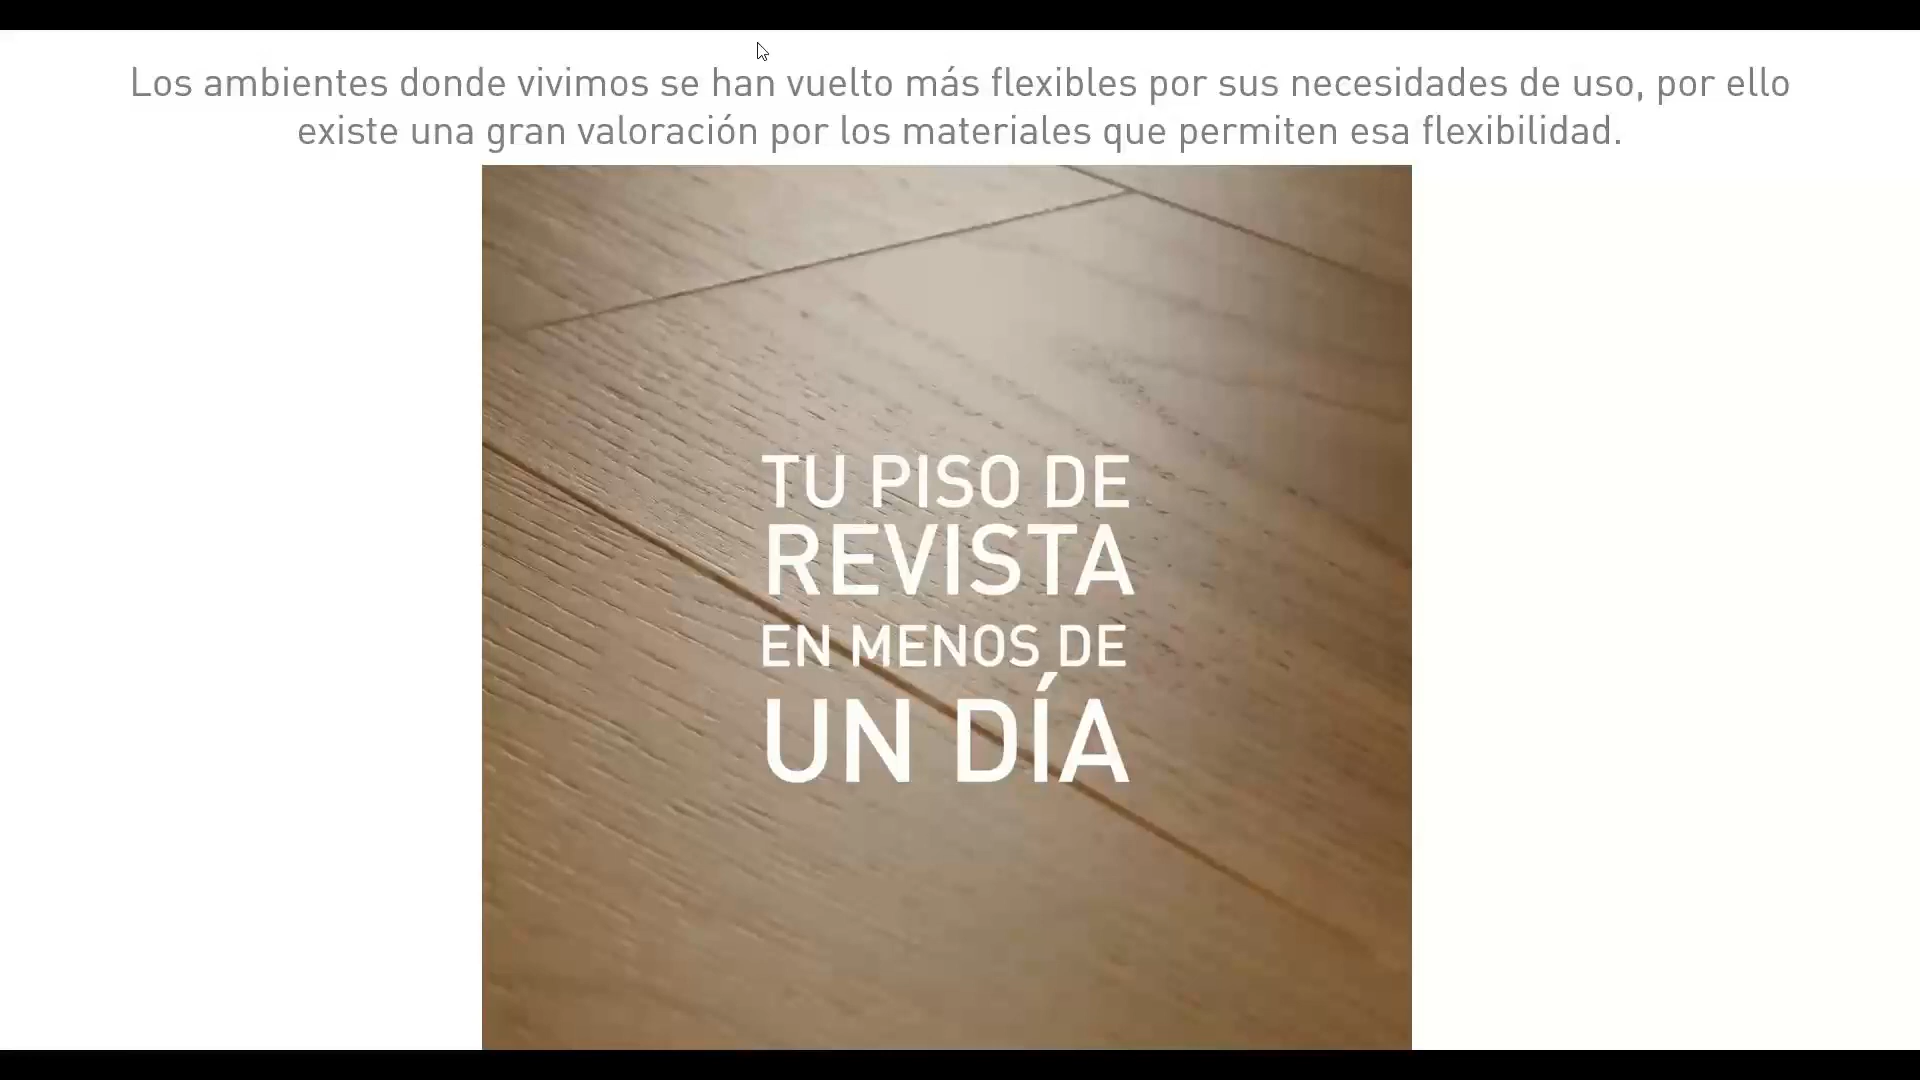 Los ambientes donde vivimos se han vuelto más flexibles por sus necesidades de uso, por ello
existe una gran valoración por los materiales que permiten esa flexibilidad.
TU PISO DE
REVISTA
EN MENOS DE
UN DÍA